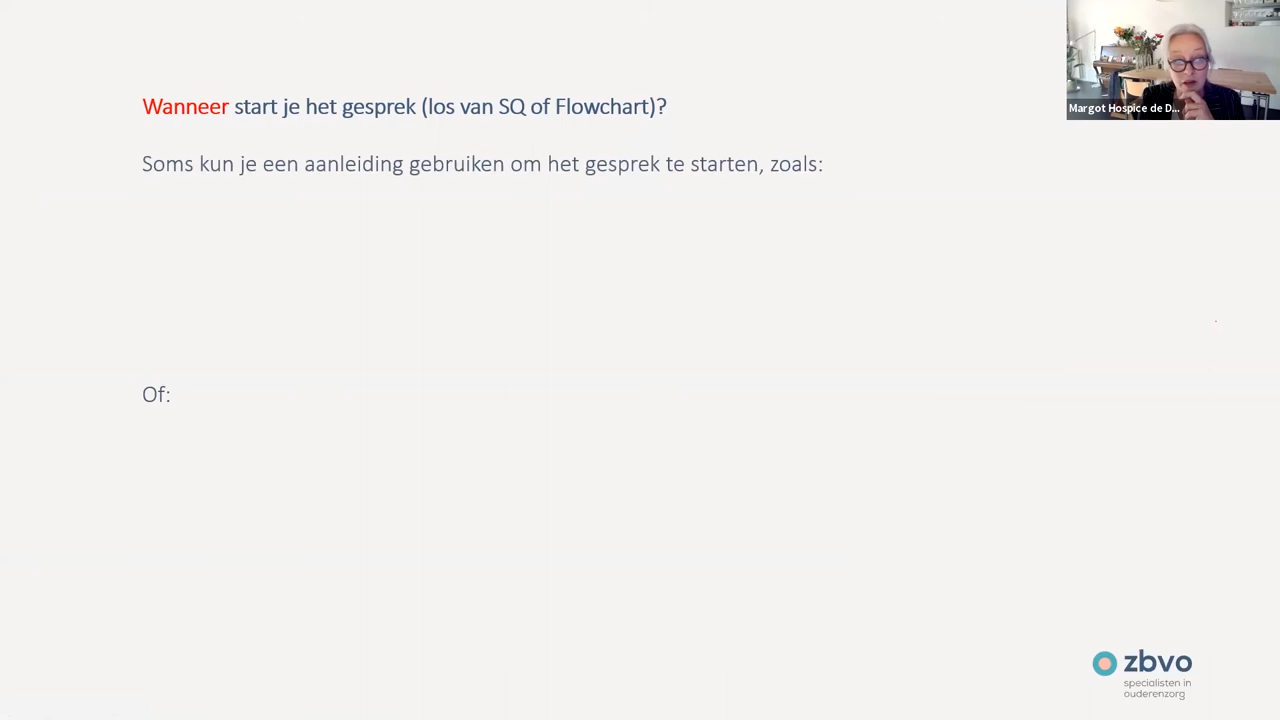 Wanneer start je het gesprek (los van SQ of Flowchart)?
Margot Hospice de D...
Soms kun je een aanleiding gebruiken om het gesprek te starten, zoals:
Of:
zbvo
specialisten in
ouderenzorg